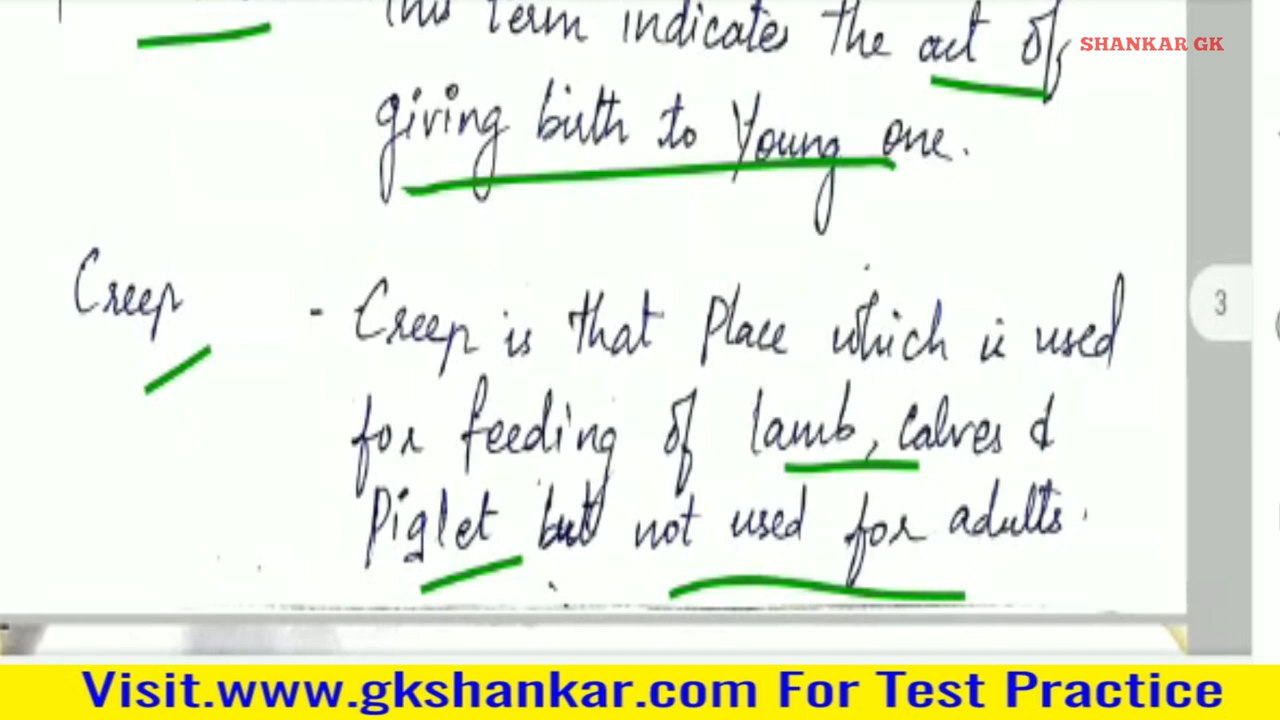 This term indicates the act of
SHANKAR GK
giving birth to Young one.
Creep - Creep is that Place which is used
for feeding of lamb, Calves &
Piglet but not used for adults.
3
Visit.www.gkshankar.com For Test Practice